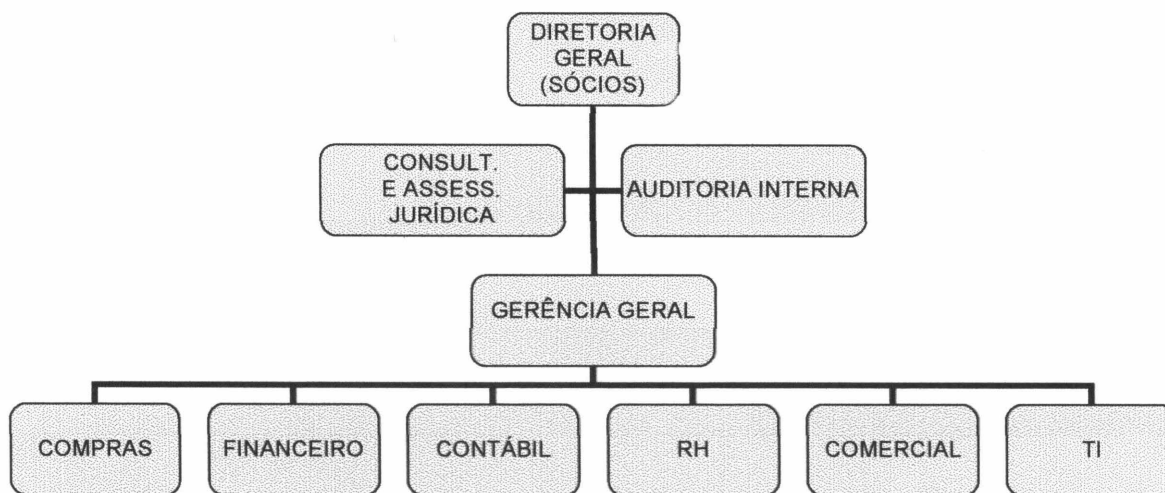 DIRETORIA
GERAL
(SÓCIOS)
CONSULT.
E ASSESS.
JURÍDICA
AUDITORIA INTERNA
GERÊNCIA GERAL
COMPRAS
FINANCEIRO
CONTÁBIL
RH
COMERCIAL
TI